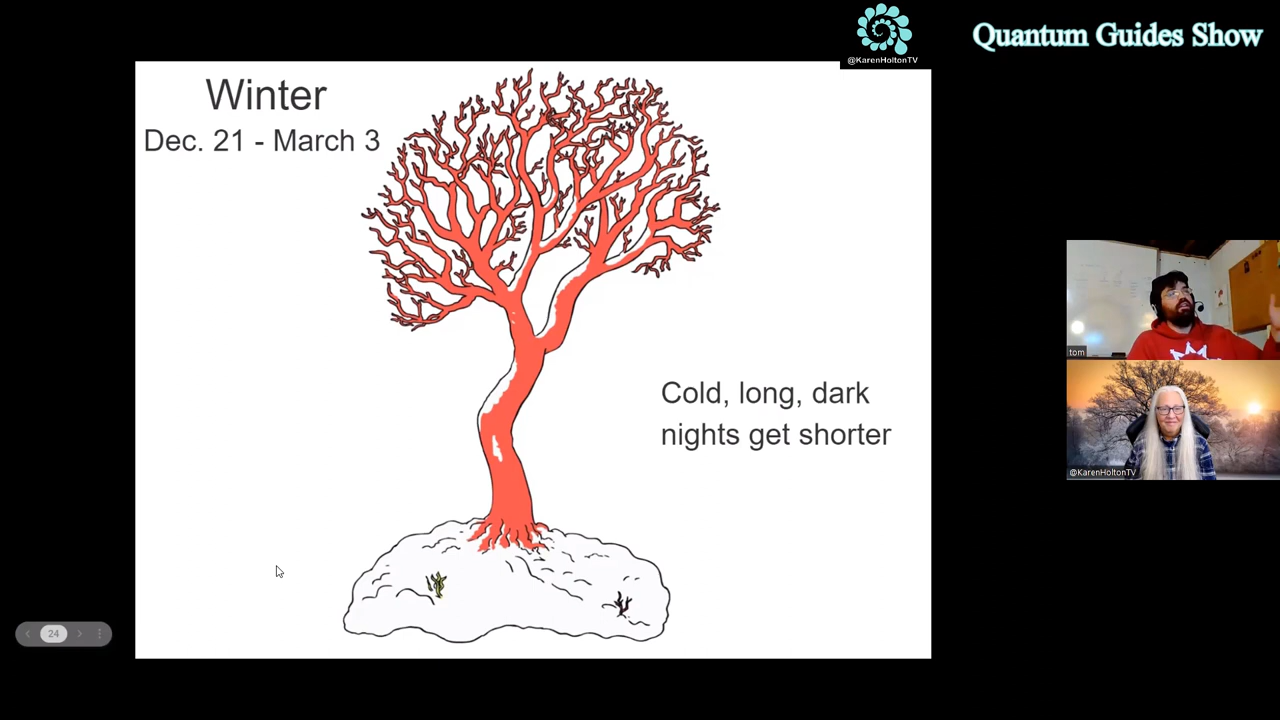 @KarenHoltonTV
Quantum Guides Show
Winter
Dec. 21 - March 3
Cold, long, dark
nights get shorter
tom
@KarenHoltonTV
24